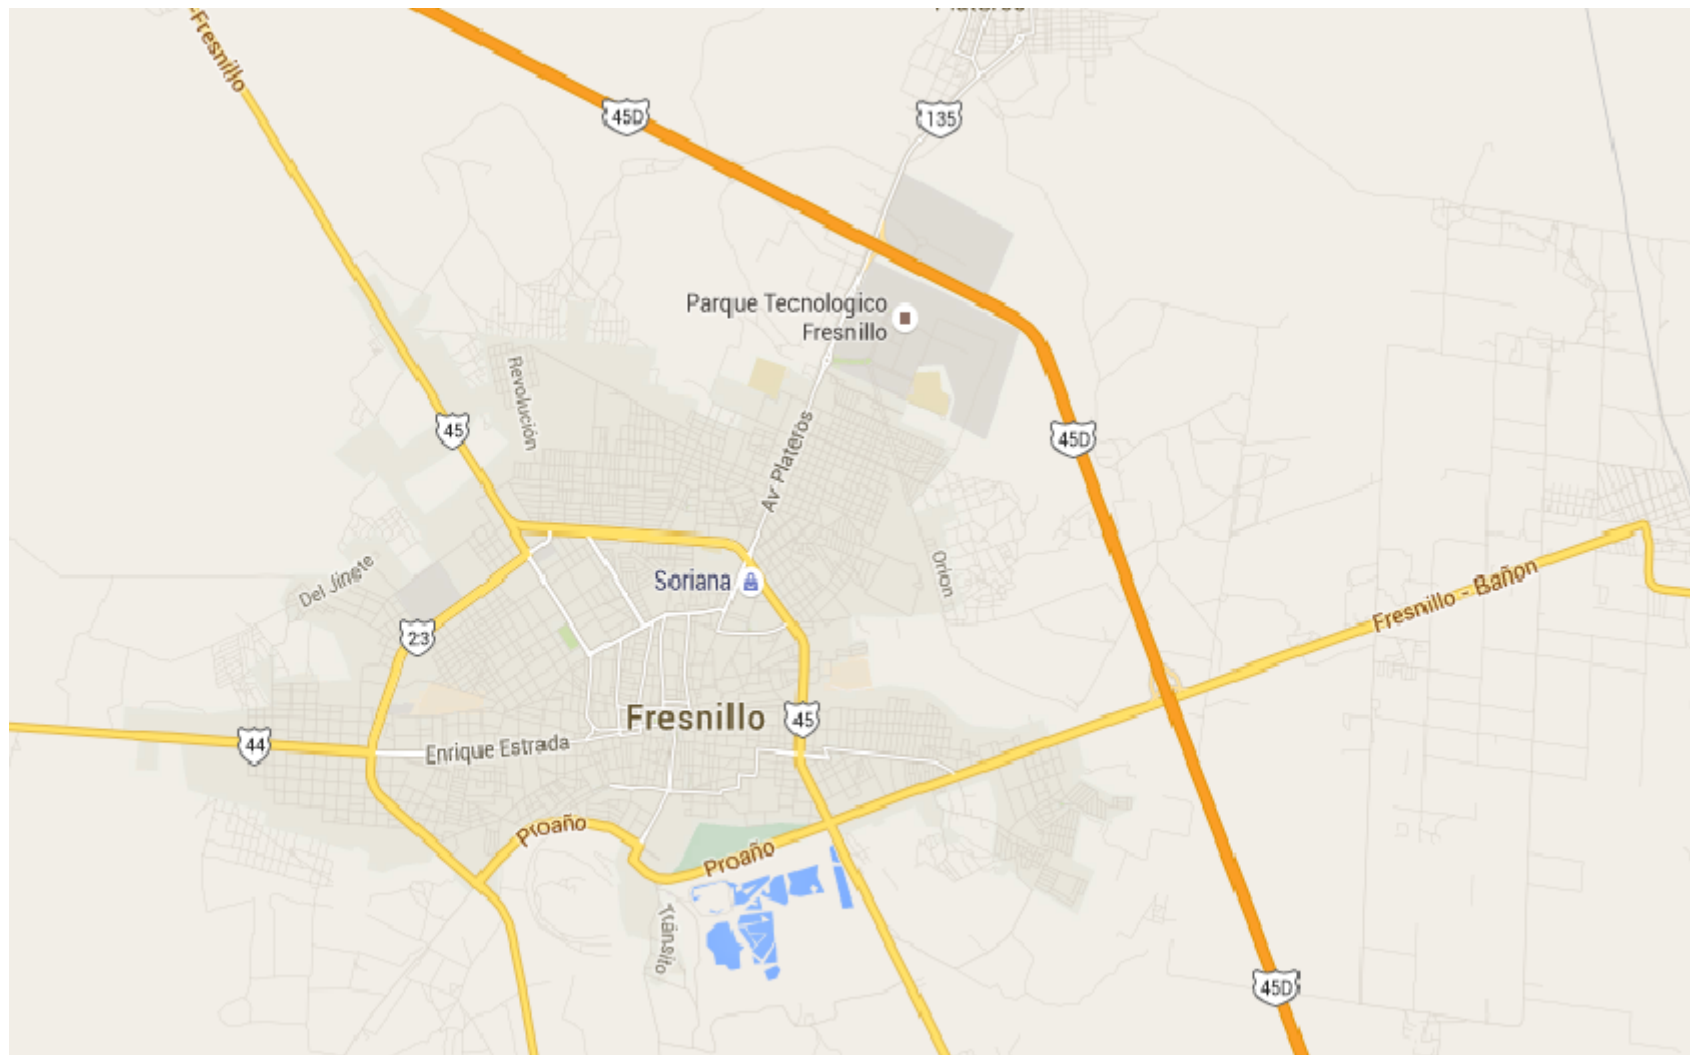 -Fresnillo
45D
135
Parque Tecnologico
Fresnillo
Revolución
45
45D
Av. Plateros
Del Jinete
Soriana
Orion
Fresnillo - Bañon
23
Fresnillo
45
44
Enrique Estrada
Proaño
Proaño
Tránsito
45D